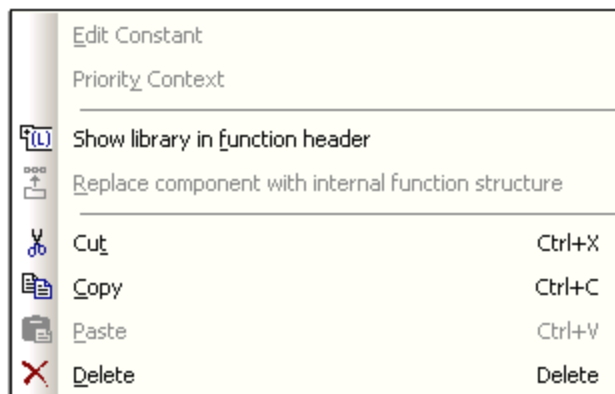 Edit Constant
Priority Context
(L) Show library in function header
Replace component with internal function structure
Cut Ctrl+X
Copy Ctrl+C
Paste Ctrl+V
Delete Delete